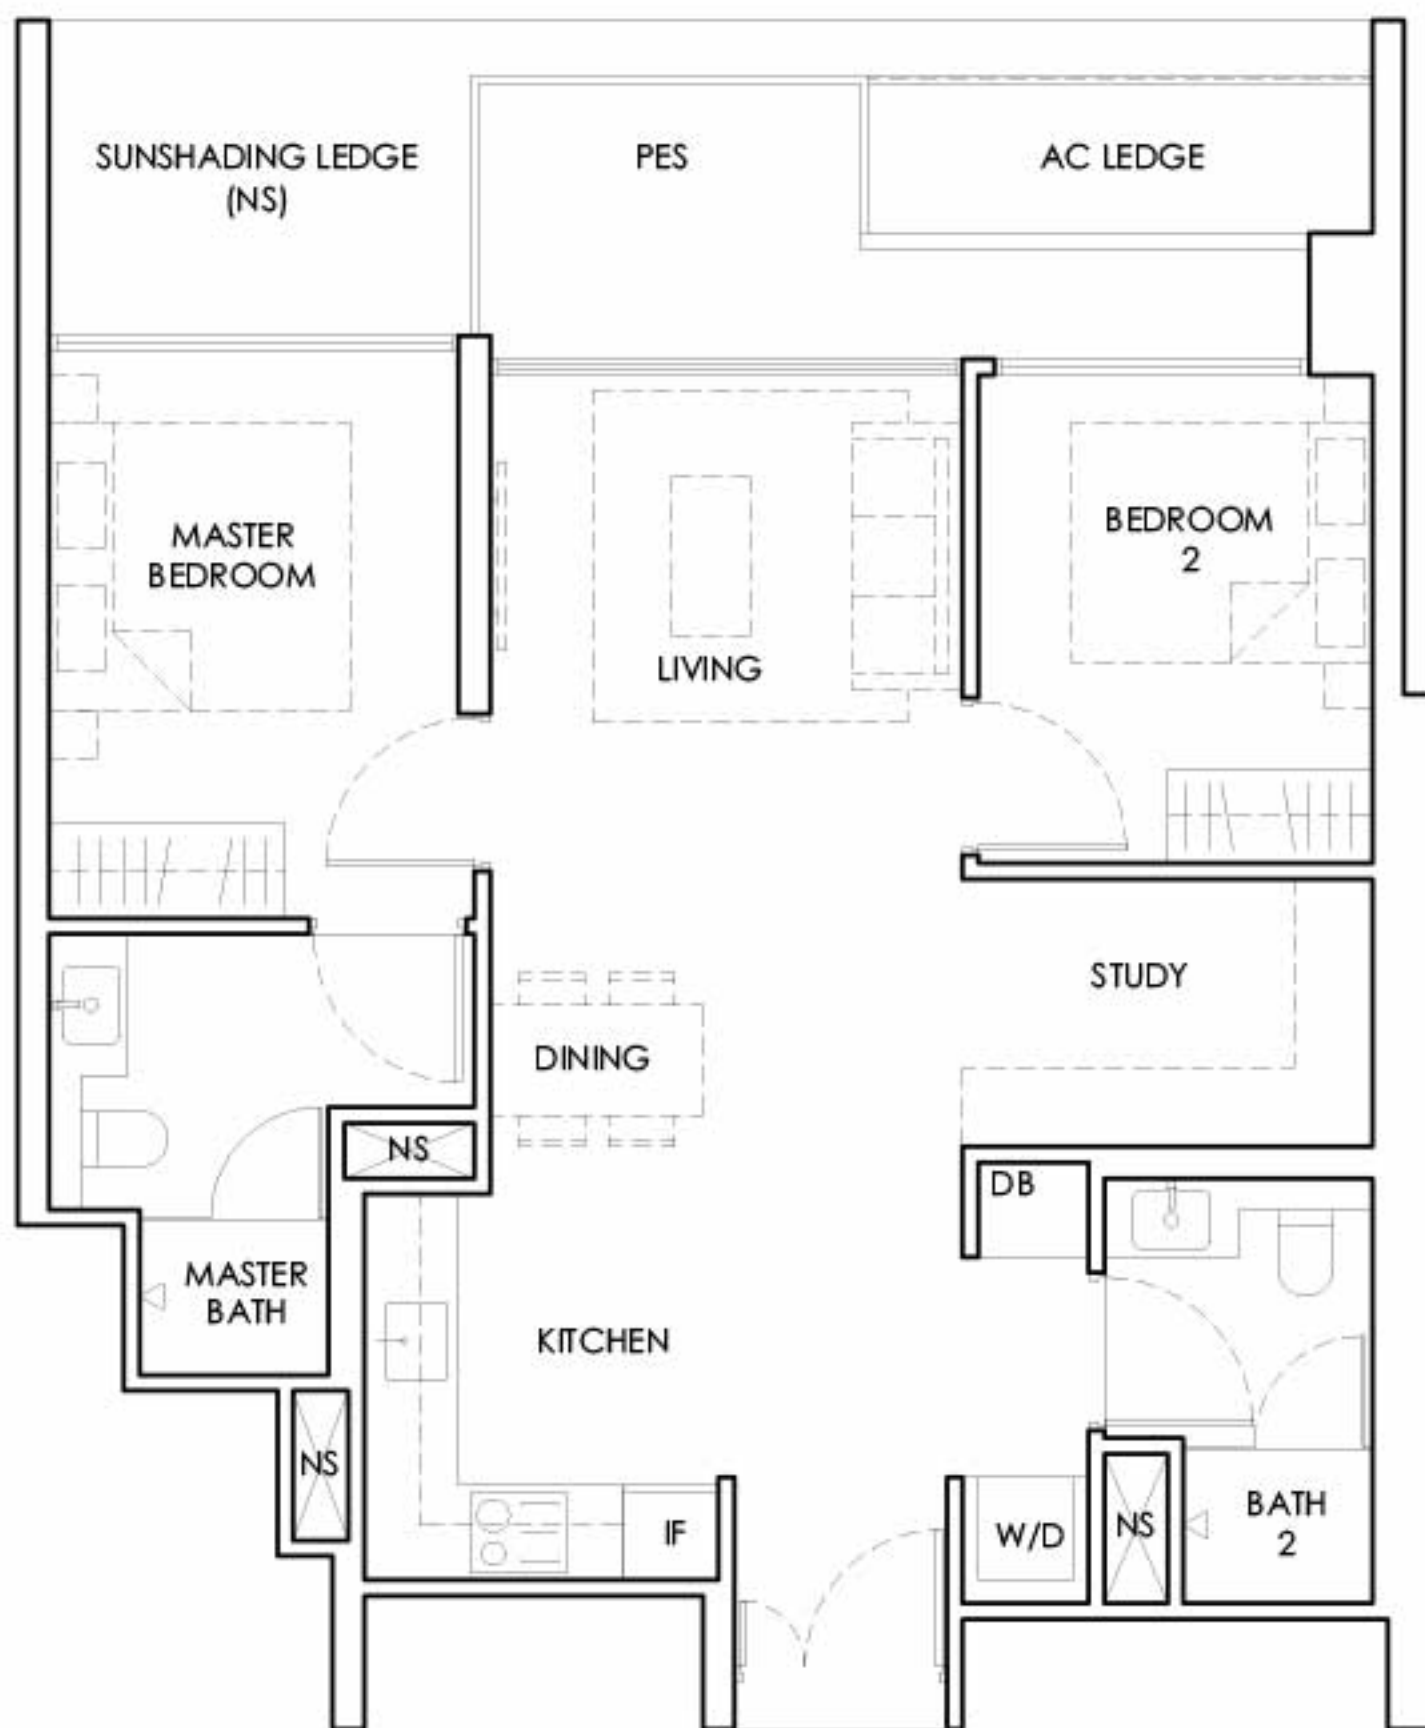 SUNSHADING LEDGE
(NS)
PES
AC LEDGE
MASTER
BEDROOM
LIVING
BEDROOM
2
STUDY
DINING
NS
DB
MASTER
BATH
KITCHEN
NS
IF
W/D
NS
BATH
2